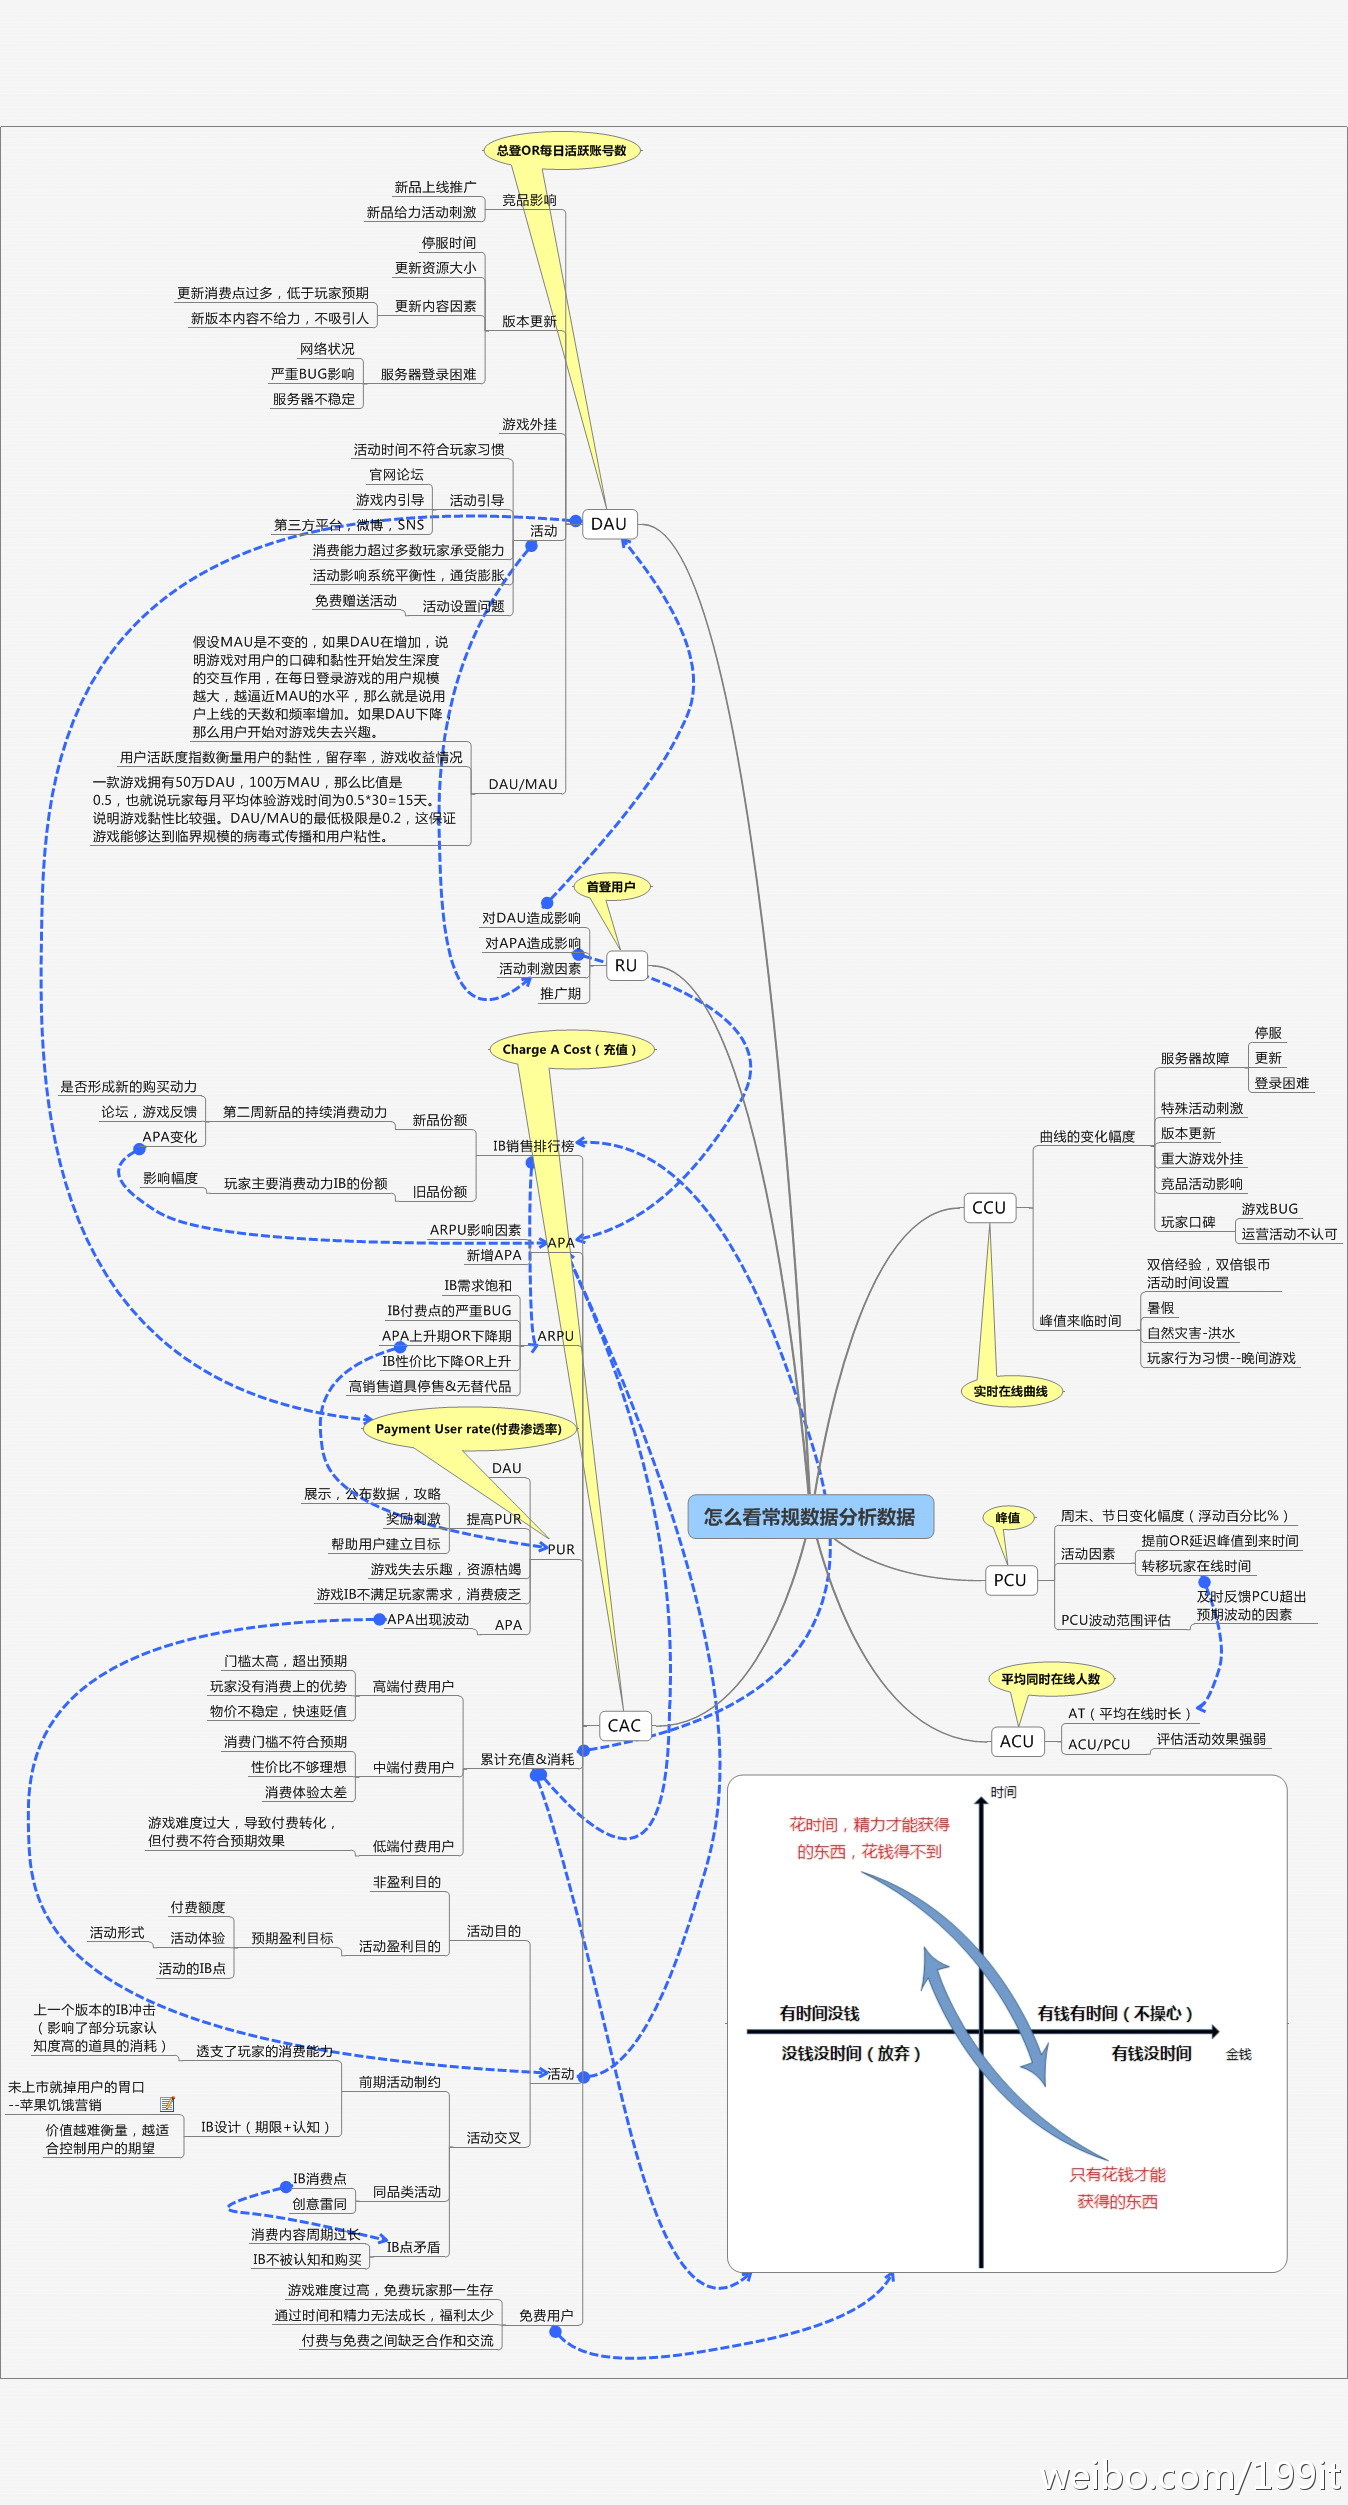 总登OR每日活跃账号数
新品上线推广
新品给力活动刺激
竞品影响
停服时间
更新资源大小
更新消费点过多，低于玩家预期
新版本内容不给力，不吸引人
更新内容因素
版本更新
网络状况
严重BUG影响
服务器不稳定
服务器登录困难
游戏外挂
活动时间不符合玩家习惯
官网论坛
游戏内引导
第三方平台，微博，SNS
活动引导
活动
消费能力超过多数玩家承受能力
活动影响系统平衡性，通货膨胀
免费赠送活动
活动设置问题
DAU
假设MAU是不变的，如果DAU在增加，说
明游戏对用户的口碑和黏性开始发生深度
的交互作用，在每日登录游戏的用户规模
越大，越逼近MAU的水平，那么就是说用
户上线的天数和频率增加。如果DAU下降，
那么用户开始对游戏失去兴趣。
用户活跃度指数衡量用户的黏性，留存率，游戏收益情况
一款游戏拥有50万DAU，100万MAU，那么比值是
0.5，也就说玩家每月平均体验游戏时间为0.5*30=15天。
说明游戏黏性比较强。DAU/MAU的最低极限是0.2，这保证
游戏能够达到临界规模的病毒式传播和用户粘性。
DAU/MAU
首登用户
对DAU造成影响
对APA造成影响
活动刺激因素
推广期
RU
Charge A Cost（充值）
是否形成新的购买动力
论坛，游戏反馈
APA变化
第二周新品的持续消费动力
新品份额
影响幅度
玩家主要消费动力IB的份额
旧品份额
IB销售排行榜
ARPU影响因素
新增APA
APA
IB需求饱和
IB付费点的严重BUG
APA上升期OR下降期
IB性价比下降OR上升
高销售道具停售&无替代品
ARPU
Payment User rate(付费渗透率)
DAU
展示，公布数据，攻略
奖励刺激
帮助用户建立目标
提高PUR
游戏失去乐趣，资源枯竭
游戏IB不满足玩家需求，消费疲乏
APA出现波动
APA
PUR
门槛太高，超出预期
玩家没有消费上的优势
物价不稳定，快速贬值
高端付费用户
消费门槛不符合预期
性价比不够理想
消费体验太差
中端付费用户
游戏难度过大，导致付费转化，
但付费不符合预期效果
低端付费用户
累计充值&消耗
CAC
非盈利目的
付费额度
活动形式
活动体验
活动的IB点
预期盈利目标
活动盈利目的
活动目的
上一个版本的IB冲击
（影响了部分玩家认
知度高的道具的消耗）
透支了玩家的消费能力
未上市就掉用户的胃口
--苹果饥饿营销
价值越难衡量，越适
合控制用户的期望
IB设计（期限+认知）
前期活动制约
活动
活动交叉
IB消费点
创意雷同
同品类活动
消费内容周期过长
IB不被认知和购买
IB点矛盾
游戏难度过高，免费玩家那一生存
通过时间和精力无法成长，福利太少
付费与免费之间缺乏合作和交流
免费用户
怎么看常规数据分析数据
停服
更新
登录困难
服务器故障
特殊活动刺激
版本更新
重大游戏外挂
竞品活动影响
游戏BUG
运营活动不认可
玩家口碑
曲线的变化幅度
CCU
双倍经验，双倍银币
活动时间设置
暑假
自然灾害-洪水
玩家行为习惯--晚间游戏
峰值来临时间
实时在线曲线
峰值
周末、节日变化幅度（浮动百分比%）
提前OR延迟峰值到来时间
活动因素
转移玩家在线时间
PCU
及时反馈PCU超出
预期波动的因素
PCU波动范围评估
平均同时在线人数
AT（平均在线时长）
ACU
ACU/PCU
评估活动效果强弱
时间
花时间，精力才能获得
的东西，花钱得不到
有时间没钱
有钱有时间（不操心）
没钱没时间（放弃）
有钱没时间
金钱
只有花钱才能
获得的东西
weibo.com/199it